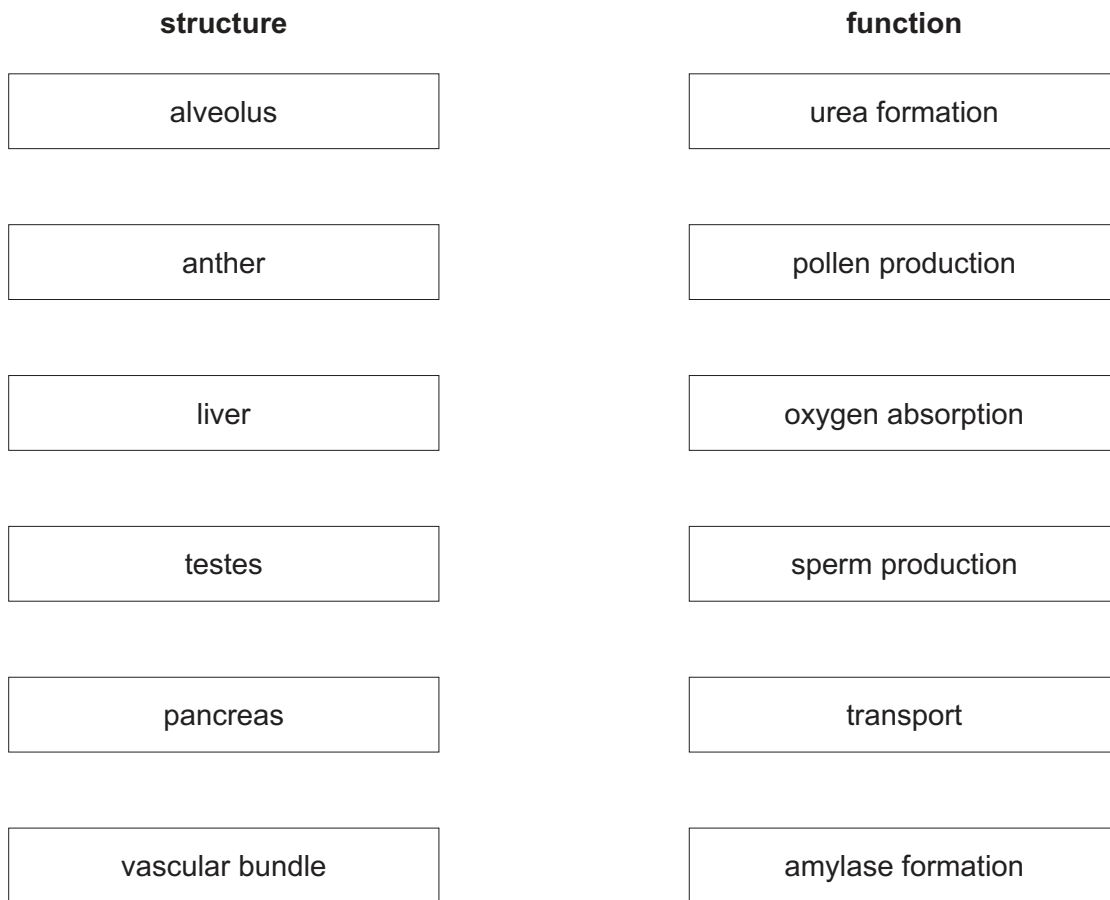 structure function
alveolus urea formation
anther pollen production
liver oxygen absorption
testes sperm production
pancreas transport
vascular bundle amylase formation